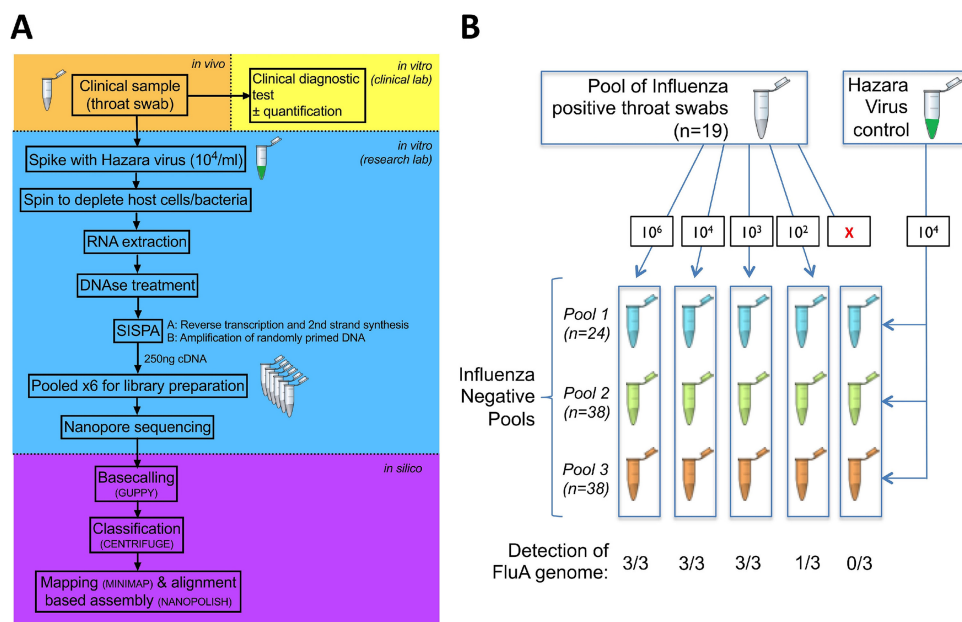 A
in vivo
in vitro
(clinical lab)
Clinical sample
(throat swab)
Clinical diagnostic
test
± quantification
in vitro
(research lab)
Spike with Hazara virus (10⁴/ml)
Spin to deplete host cells/bacteria
RNA extraction
DNAse treatment
SISPA
A: Reverse transcription and 2nd strand synthesis
B: Amplification of randomly primed DNA
250ng cDNA
Pooled x6 for library preparation
Nanopore sequencing
in silico
Basecalling
(GUPPY)
Classification
(CENTRIFUGE)
Mapping (MINIMAP) & alignment
based assembly (NANOPOLISH)
B
Pool of Influenza
positive throat swabs
(n=19)
Hazara
Virus
control
10⁶ 10⁴ 10³ 10² X 10⁴
Influenza
Negative
Pools
Pool 1
(n=24)
Pool 2
(n=38)
Pool 3
(n=38)
Detection of
FluA genome: 3/3 3/3 3/3 1/3 0/3